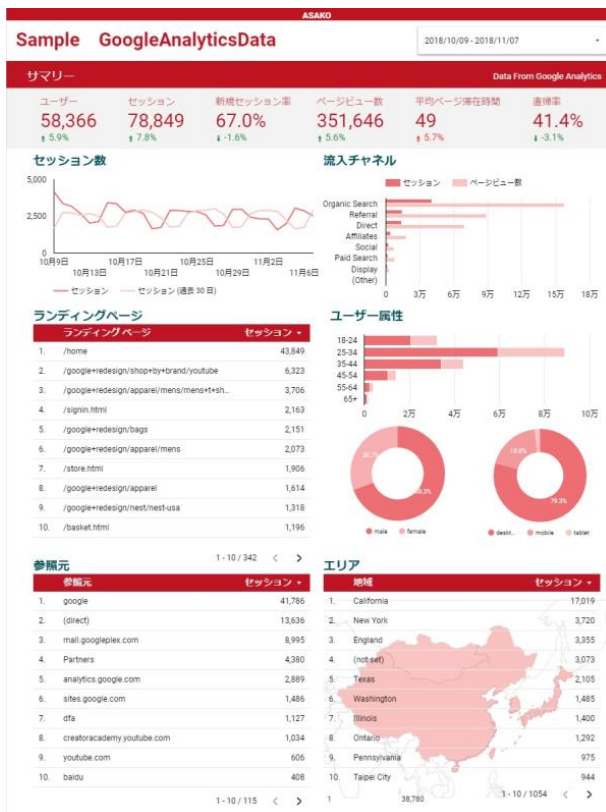 ASAKO
Sample GoogleAnalyticsData
2018/10/09 - 2018/11/07
サマリー
Data From Google Analytics
ユーザー セッション 新規セッション率 ページビュー数 平均ページ滞在時間 直帰率
58,366 78,849 67.0% 351,646 49 41.4%
5.9% 7.8% -1.6% 5.6% 5.7% -3.1%
セッション数
5,000
2,500
0
10月9日 10月17日 10月25日 11月2日
10月13日 10月21日 10月29日 11月6日
セッション セッション (過去 30 日)
流入チャネル
セッション ページビュー数
Organic Search
Referral
Direct
Affiliates
Social
Paid Search
Display
(Other)
0 3万 6万 9万 12万 15万 18万
ランディングページ
ランディング ページ セッション
1. /home 43,849
2. /google+redesign/shop+by+brand/youtube 6,323
3. /google+redesign/apparel/mens/mens+t+sh... 3,706
4. /signin.html 2,163
5. /google+redesign/bags 2,151
6. /google+redesign/apparel/mens 2,073
7. /store.html 1,906
8. /google+redesign/apparel 1,614
9. /google+redesign/nest/nest-usa 1,318
10. /basket.html 1,196
1 - 10 / 342 < >
ユーザー属性
18-24
25-34
35-44
45-54
55-64
65+
0 2万 4万 6万 8万 10万
male female
18.0%
79.3%
deskt... mobile tablet
参照元
参照元 セッション
1. google 41,786
2. (direct) 13,636
3. mall.googleplex.com 8,995
4. Partners 4,380
5. analytics.google.com 2,889
6. sites.google.com 1,486
7. dfa 1,127
8. creatoracademy.youtube.com 1,034
9. youtube.com 606
10. baidu 408
1 - 10 / 115 < >
エリア
地域 セッション
1. California 17,019
2. New York 3,720
3. England 3,355
4. (not set) 3,073
5. Texas 2,105
6. Washington 1,485
7. Illinois 1,400
8. Ontario 1,292
9. Pennsylvania 975
10. Taipei City 944
1 38,780
1 - 10 / 1054 < >